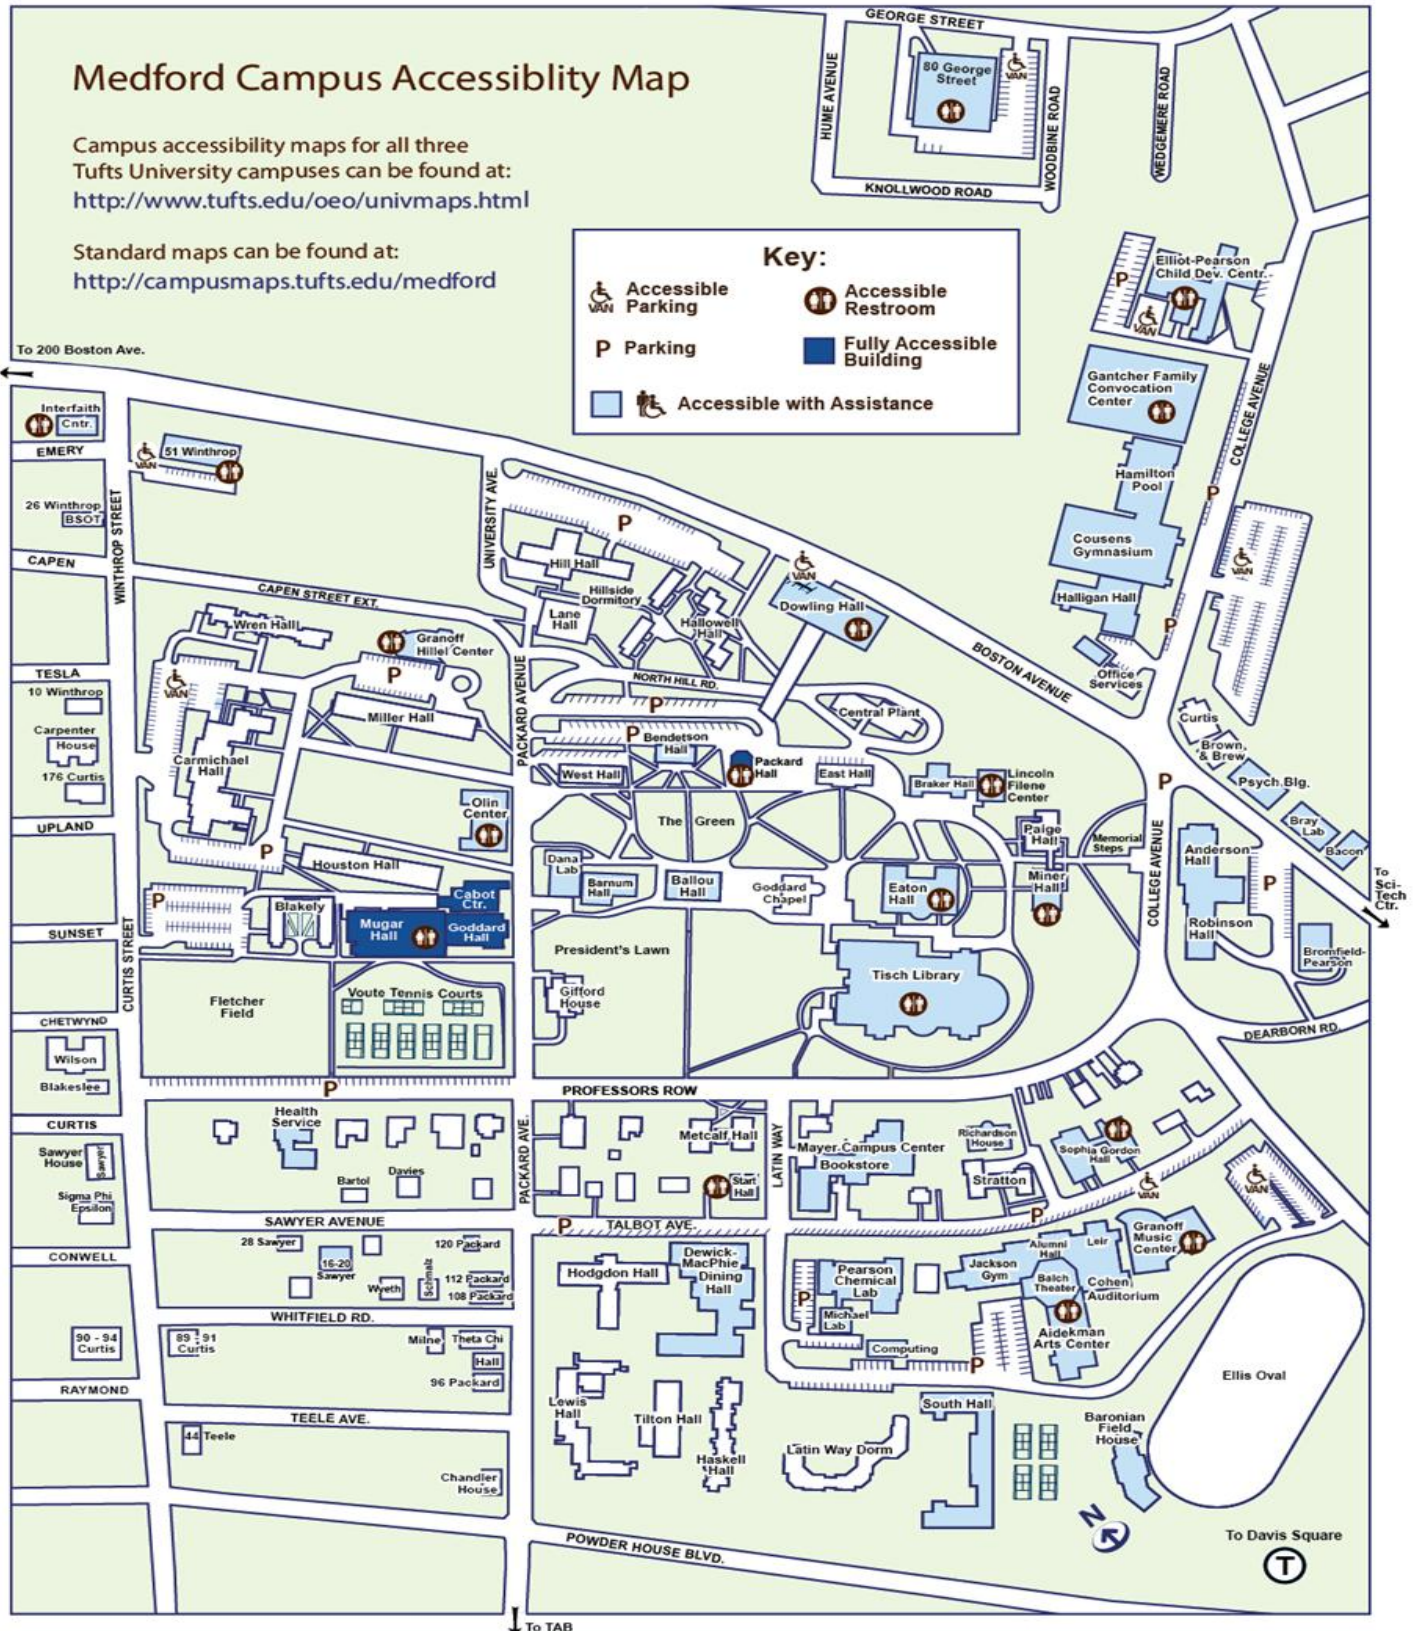 Medford Campus Accessiblity Map
Campus accessibility maps for all three
Tufts University campuses can be found at:
http://www.tufts.edu/oeo/univmaps.html
Standard maps can be found at:
http://campusmaps.tufts.edu/medford
GEORGE STREET
HUME AVENUE
80 George
Street
VAN
WOODBINE ROAD
WEDGEMERE ROAD
KNOLLWOOD ROAD
Key:
VAN
Accessible
Parking
Accessible
Restroom
P Parking
Fully Accessible
Building
Accessible with Assistance
P
Elliot-Pearson
Child Dev. Centr.
VAN
Gantcher Family
Convocation
Center
COLLEGE AVENUE
Hamilton
Pool
P
Cousens
Gymnasium
VAN
Halligan Hall
P
Office
Services
To 200 Boston Ave.
Interfaith
Cntr.
EMERY
VAN
51 Winthrop
26 Winthrop
BSOT
WINTHROP STREET
CAPEN
CAPEN STREET EXT.
UNIVERSITY AVE.
P
Hill Hall
Hillside
Dormitory
Lane
Hall
Hallowell
Hall
VAN
Dowling Hall
BOSTON AVENUE
Wren Hall
Granoff
Hillel Center
P
VAN
Miller Hall
Carmichael
Hall
PACKARD AVENUE
NORTH HILL RD.
P
Central Plant
P
Bendetson
Hall
Packard
Hall
West Hall
East Hall
Braker Hall
Lincoln
Filene
Center
Curtis
Brown,
& Brew
P
Psych Blg.
Bray
Lab
Bacon
To
Sci-
Tech
Ctr.
TESLA
10 Winthrop
Carpenter
House
176 Curtis
UPLAND
Olin
Center
P
Houston Hall
The Green
Paige
Hall
Memorial
Steps
COLLEGE AVENUE
Anderson
Hall
P
Dana
Lab
Barnum
Hall
Ballou
Hall
Goddard
Chapel
Eaton
Hall
Miner
Hall
Robinson
Hall
Bromfield-
Pearson
P
Blakely
Cabot
Ctr.
Mugar
Hall
Goddard
Hall
SUNSET
CURTIS STREET
President's Lawn
Tisch Library
Fletcher
Field
Voute Tennis Courts
Gifford
House
CHETWYND
Wilson
Blakeslee
DEARBORN RD.
P
PROFESSORS ROW
CURTIS
Sawyer
House
Sawyer
Sigma Phi
Epsilon
Health
Service
Bartol
Davies
PACKARD AVE.
Metcalf Hall
Start
Hall
LATIN WAY
Mayer Campus Center
Bookstore
Richardson
House
Stratton
Sophia Gordon
Hall
VAN
VAN
P
SAWYER AVENUE
P
TALBOT AVE.
CONWELL
28 Sawyer
16-20
Sawyer
120 Packard
Wyeth
Schmalz
112 Packard
108 Packard
Hodgdon Hall
Dewick-
MacPhie
Dining
Hall
P
Pearson
Chemical
Lab
Michael
Lab
Computing
P
Jackson
Gym
Alumni
Hall
Leir
Granoff
Music
Center
Balch
Theater
Cohen
Auditorium
Aidekman
Arts Center
WHITFIELD RD.
90 - 94
Curtis
89 - 91
Curtis
Milne
Theta Chi
Hall
96 Packard
RAYMOND
TEELE AVE.
44 Teele
Chandler
House
Lewis
Hall
Tilton Hall
Haskell
Hall
Latin Way Dorm
South Hall
Baronian
Field
House
Ellis Oval
N
To Davis Square
T
POWDER HOUSE BLVD.
To TAB